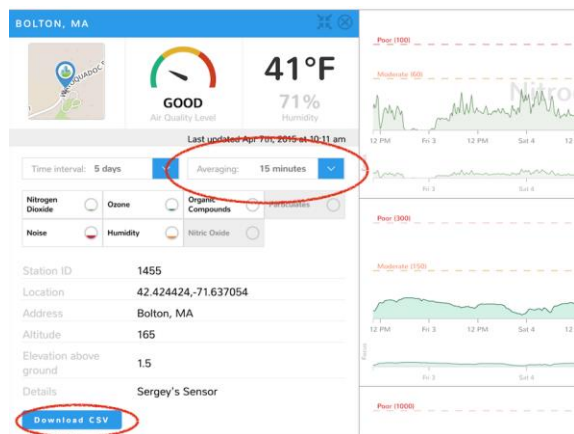 BOLTON, MA
GOOD
Air Quality Level
41°F
71%
Humidity
Last updated Apr 7th, 2015 at 10:11 am
Time interval: 5 days
Averaging: 15 minutes
Nitrogen Dioxide
Ozone
Organic Compounds
Particulates
Noise
Humidity
Nitric Oxide
Station ID 1455
Location 42.424424,-71.637054
Address Bolton, MA
Altitude 165
Elevation above
ground
1.5
Details Sergey's Sensor
Download CSV
Poor (100)
Moderate (60)
Nitro
12 PM Fri 3 12 PM Sat 4 12
Fri 3 Sat 4
Poor (300)
Moderate (150)
12 PM Fri 3 12 PM Sat 4 12
Focus
Fri 3 Sat 4
Poor (1000)